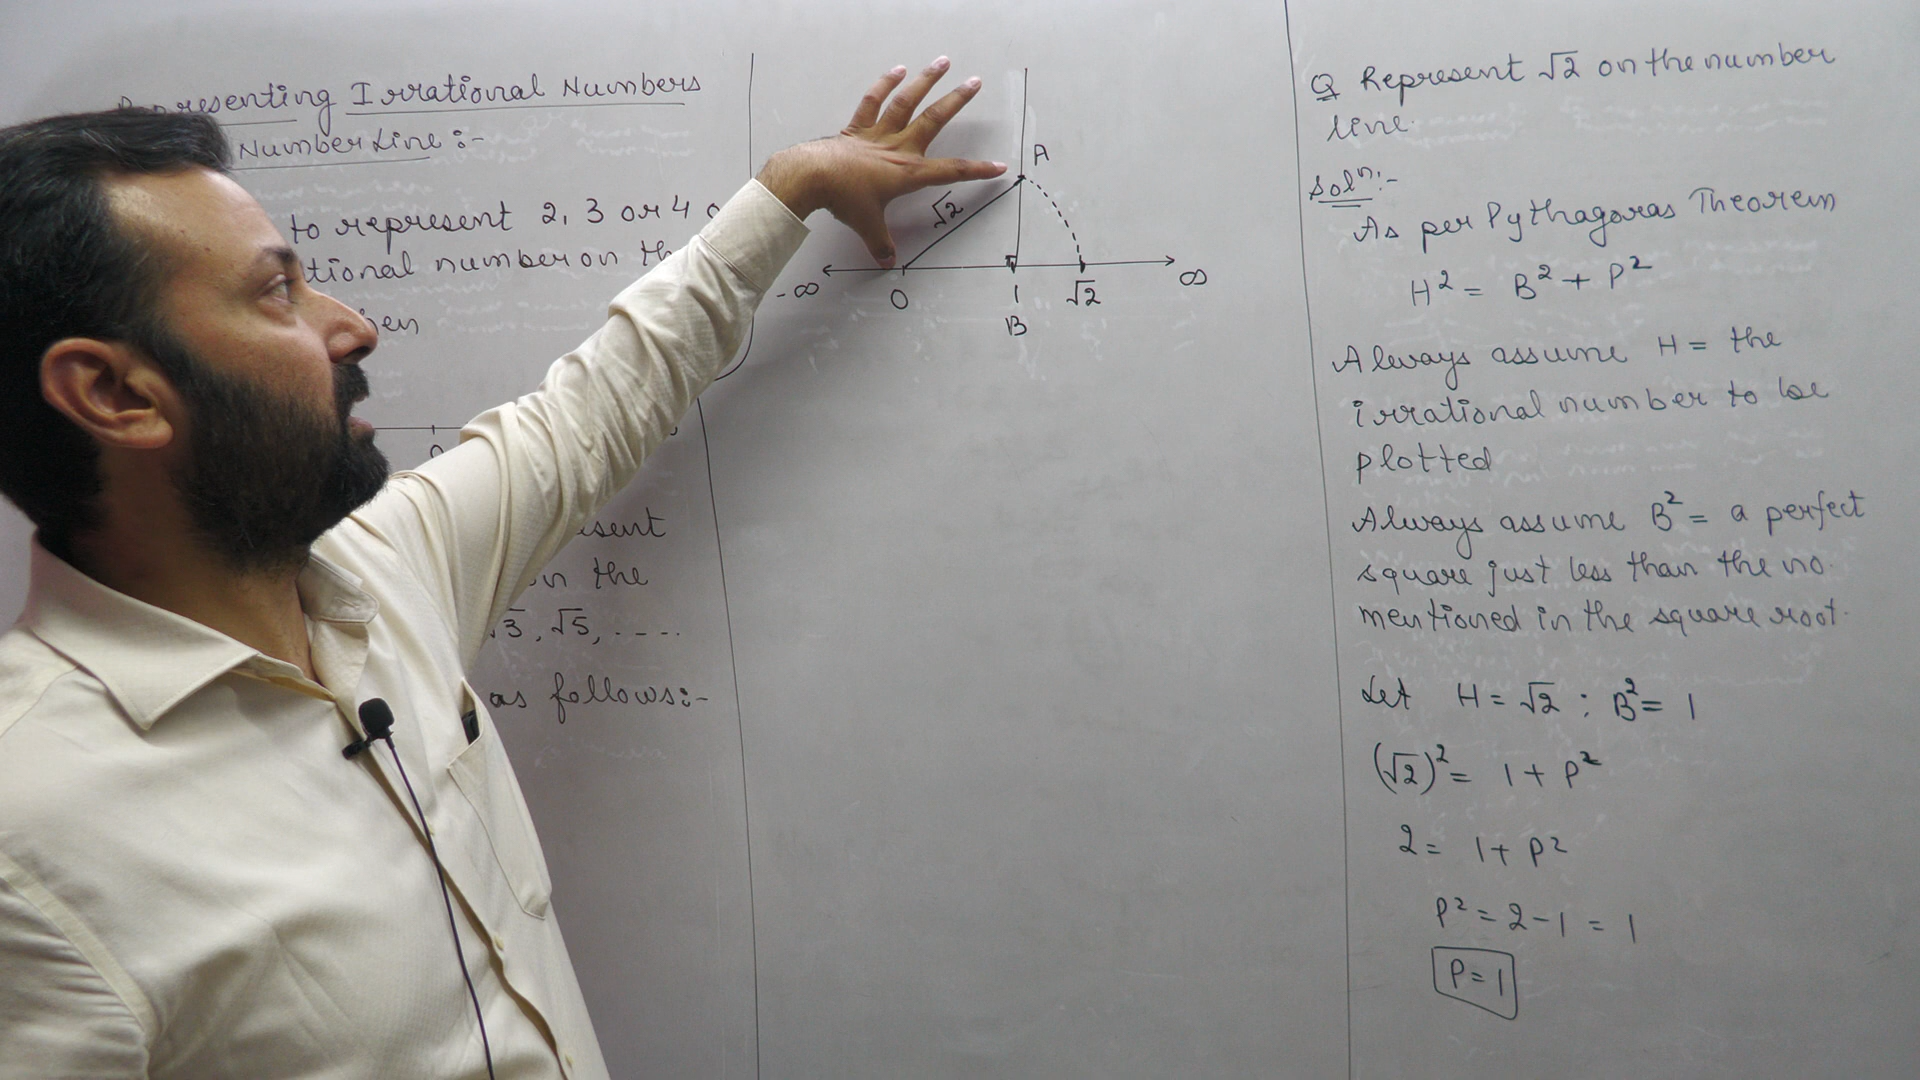 Representing Irrational Numbers
Number Line :-
to represent 2, 3 or 4
tional number on
√3, √5, ....
on the
as follows:-
A
√2
-∞
0
1
√2
∞
B
Q Represent √2 on the number
line.
Solⁿ:-
As per Pythagoras Theorem
H² = B² + P²
Always assume H = the
irrational number to be
plotted
Always assume B² = a perfect
square just less than the no.
mentioned in the square root.
Let H = √2 ; B² = 1
(√2)² = 1 + P²
2 = 1 + P²
P² = 2 - 1 = 1
P = 1